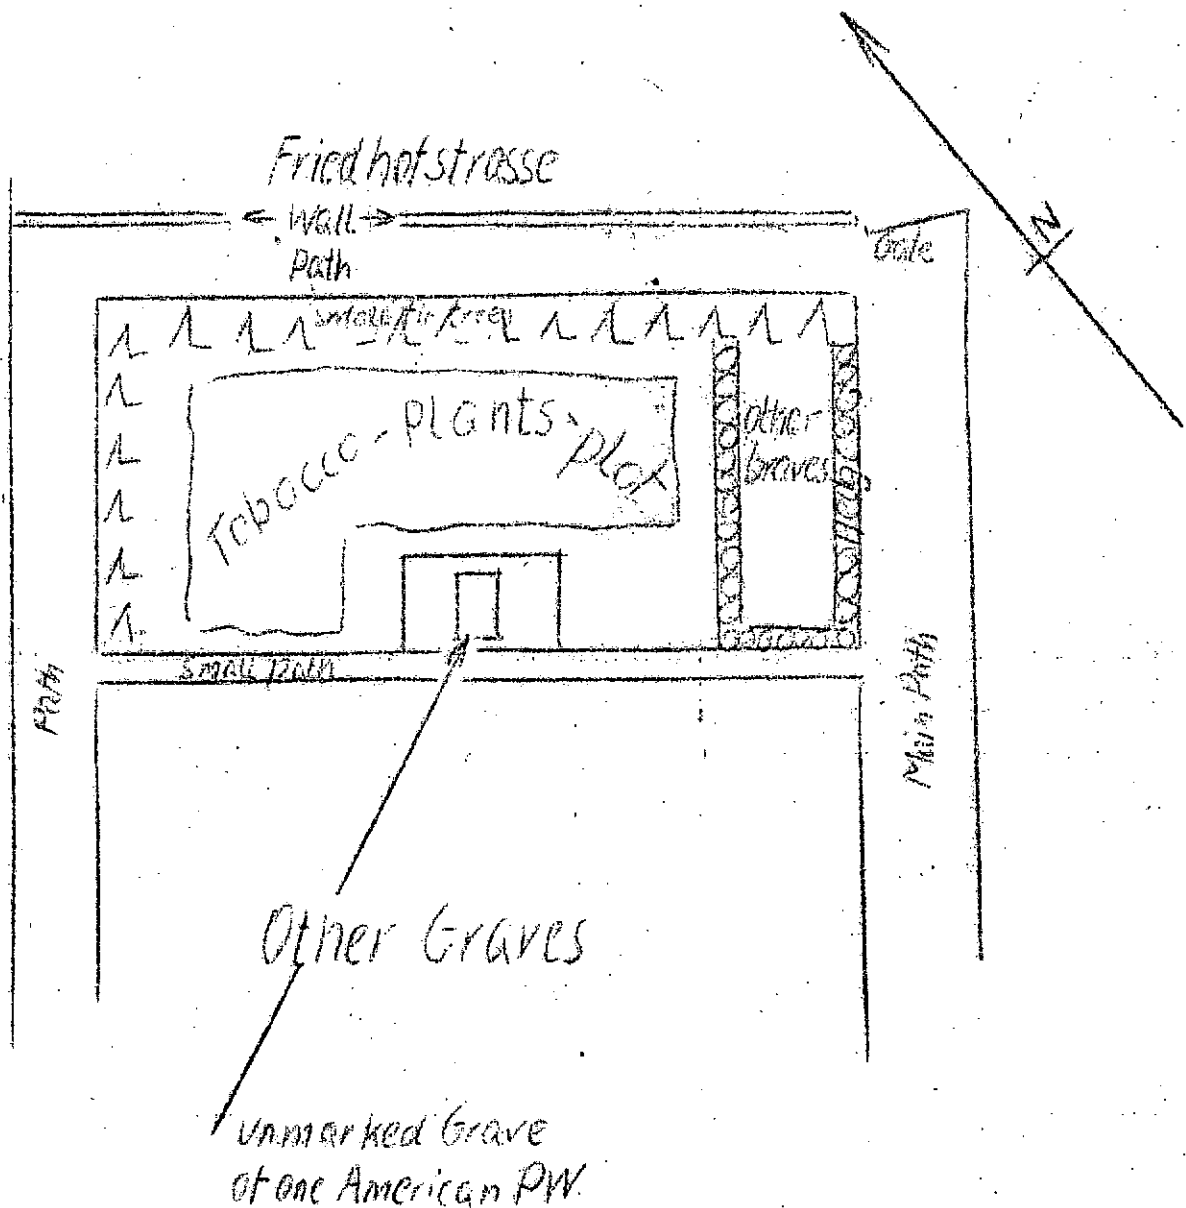 Friedhofstrasse
← Wall →
Path
Gate
N
small fir trees
Tobacco-Plants-Plot
other
Graves
small path
Path
Main Path
Other Graves
unmarked Grave
of one American PW.